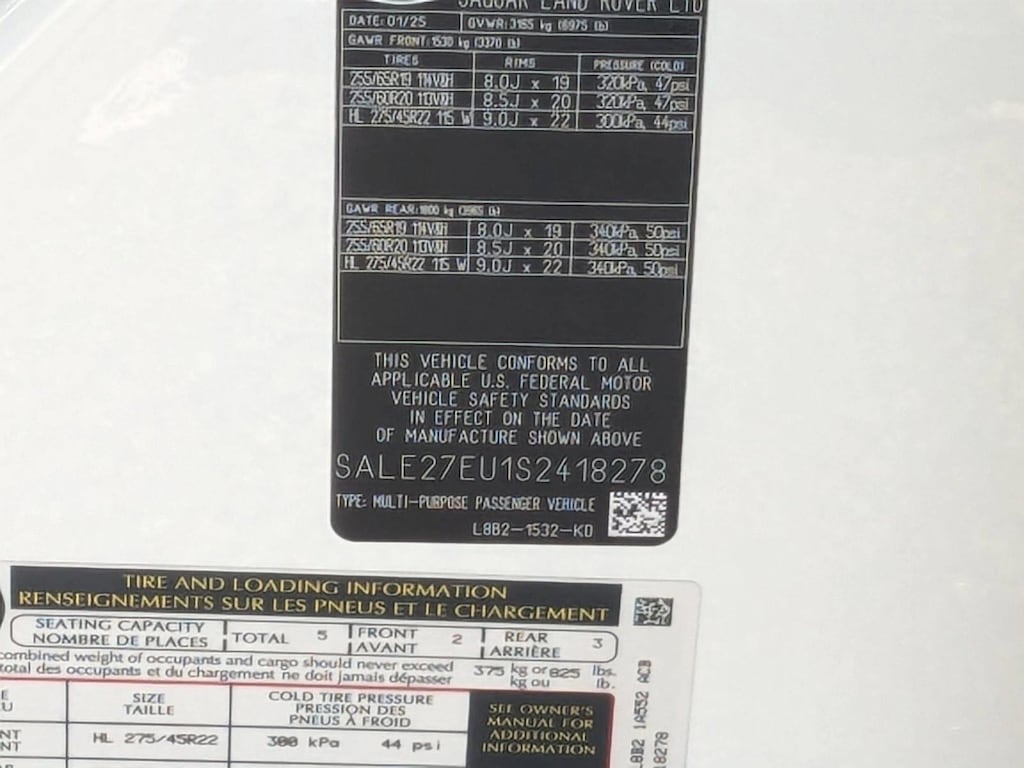 JAGUAR LAND ROVER LTD
DATE: 01/25 GVWR: 3165 kg (6975 lb)
GAWR FRONT: 1530 kg (3370 lb)
TIRES RIMS PRESSURE (COLD)
255/65R19 114V&H 8.0J x 19 320kPa, 47psi
255/60R20 113V&H 8.5J x 20 320kPa, 47psi
HL 275/45R22 115 W 9.0J x 22 300kPa, 44psi
GAWR REAR: 1800 kg (3965 lb)
255/65R19 114V&H 8.0J x 19 340kPa, 50psi
255/60R20 113V&H 8.5J x 20 340kPa, 50psi
HL 275/45R22 115 W 9.0J x 22 340kPa, 50psi
THIS VEHICLE CONFORMS TO ALL
APPLICABLE U.S. FEDERAL MOTOR
VEHICLE SAFETY STANDARDS
IN EFFECT ON THE DATE
OF MANUFACTURE SHOWN ABOVE
SALE27EU1S2418278
TYPE: MULTI-PURPOSE PASSENGER VEHICLE
L8B2-1532-KD
TIRE AND LOADING INFORMATION
RENSEIGNEMENTS SUR LES PNEUS ET LE CHARGEMENT
SEATING CAPACITY
NOMBRE DE PLACES
TOTAL 5
FRONT
AVANT
2
REAR
ARRIÈRE
3
combined weight of occupants and cargo should never exceed 375 kg or 825 lbs.
total des occupants et du chargement ne doit jamais dépasser kg ou lb.
SIZE
TAILLE
COLD TIRE PRESSURE
PRESSION DES
PNEUS À FROID
SEE OWNER'S
MANUAL FOR
ADDITIONAL
INFORMATION
NT
NT
HL 275/45R22 300 kPa 44 psi
L8B2 1A552 ACB
18278